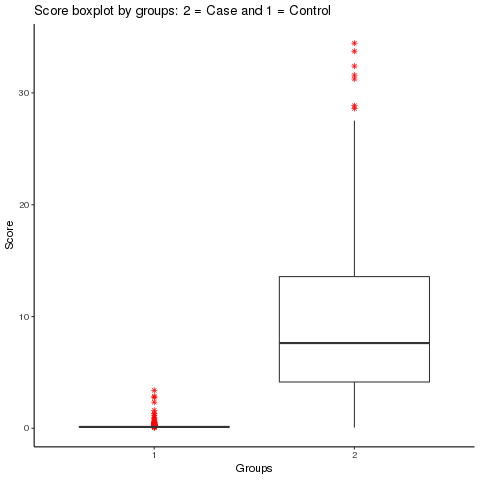 Score boxplot by groups: 2 = Case and 1 = Control
30
20
10
0
Score
1
2
Groups